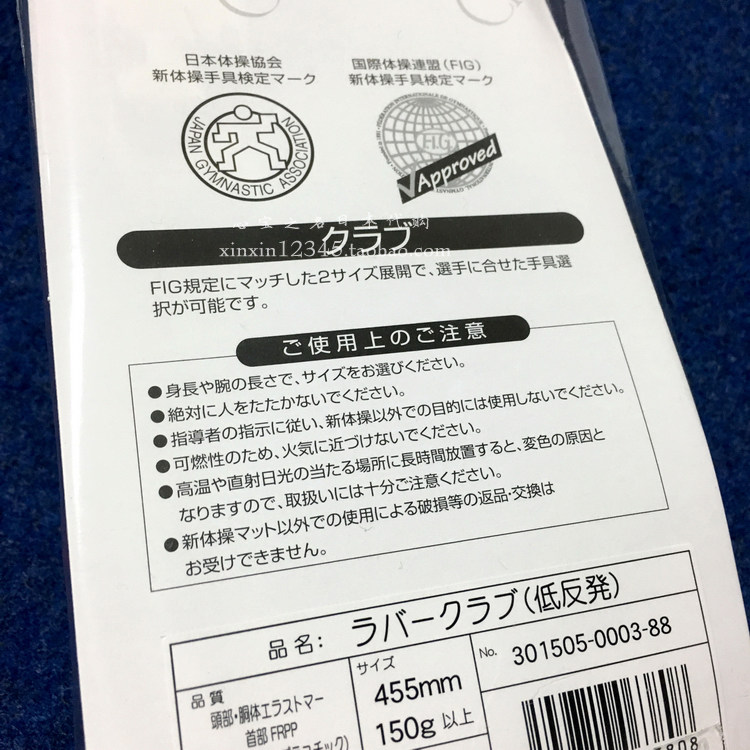 日本体操協会
新体操手具検定マーク
国際体操連盟(FIG)
新体操手具検定マーク
JAPAN GYMNASTIC ASSOCIATION
FIG
Approved
クラブ
xinxin12345.taobao.com
FIG規定にマッチした2サイズ展開で、選手に合せた手具選
択が可能です。
ご使用上のご注意
●身長や腕の長さで、サイズをお選びください。
●絶対に人をたたかないでください。
●指導者の指示に従い、新体操以外での目的には使用しないでください。
●可燃性のため、火気に近づけないでください。
●高温や直射日光の当たる場所に長時間放置すると、変色の原因と
なりますので、取扱いには十分ご注意ください。
●新体操マット以外での使用による破損等の返品・交換は
お受けできません。
品名: ラバークラブ(低反発)
品質
頭部・胴体エラストマー
首部 FRPP
サイズ
455mm
150g 以上
No. 301505-0003-88